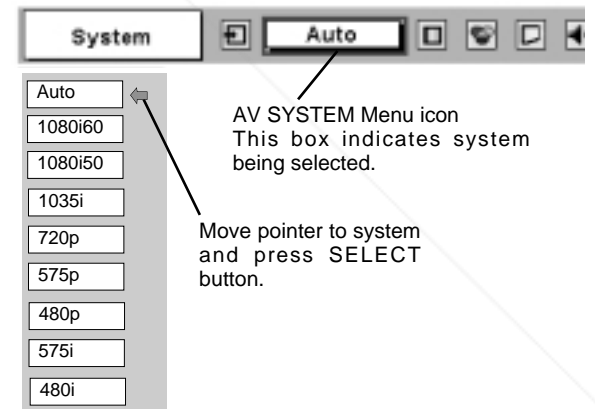 System
Auto
AV SYSTEM Menu icon
This box indicates system
being selected.
Auto
1080i60
1080i50
1035i
720p
575p
480p
575i
480i
Move pointer to system
and press SELECT
button.